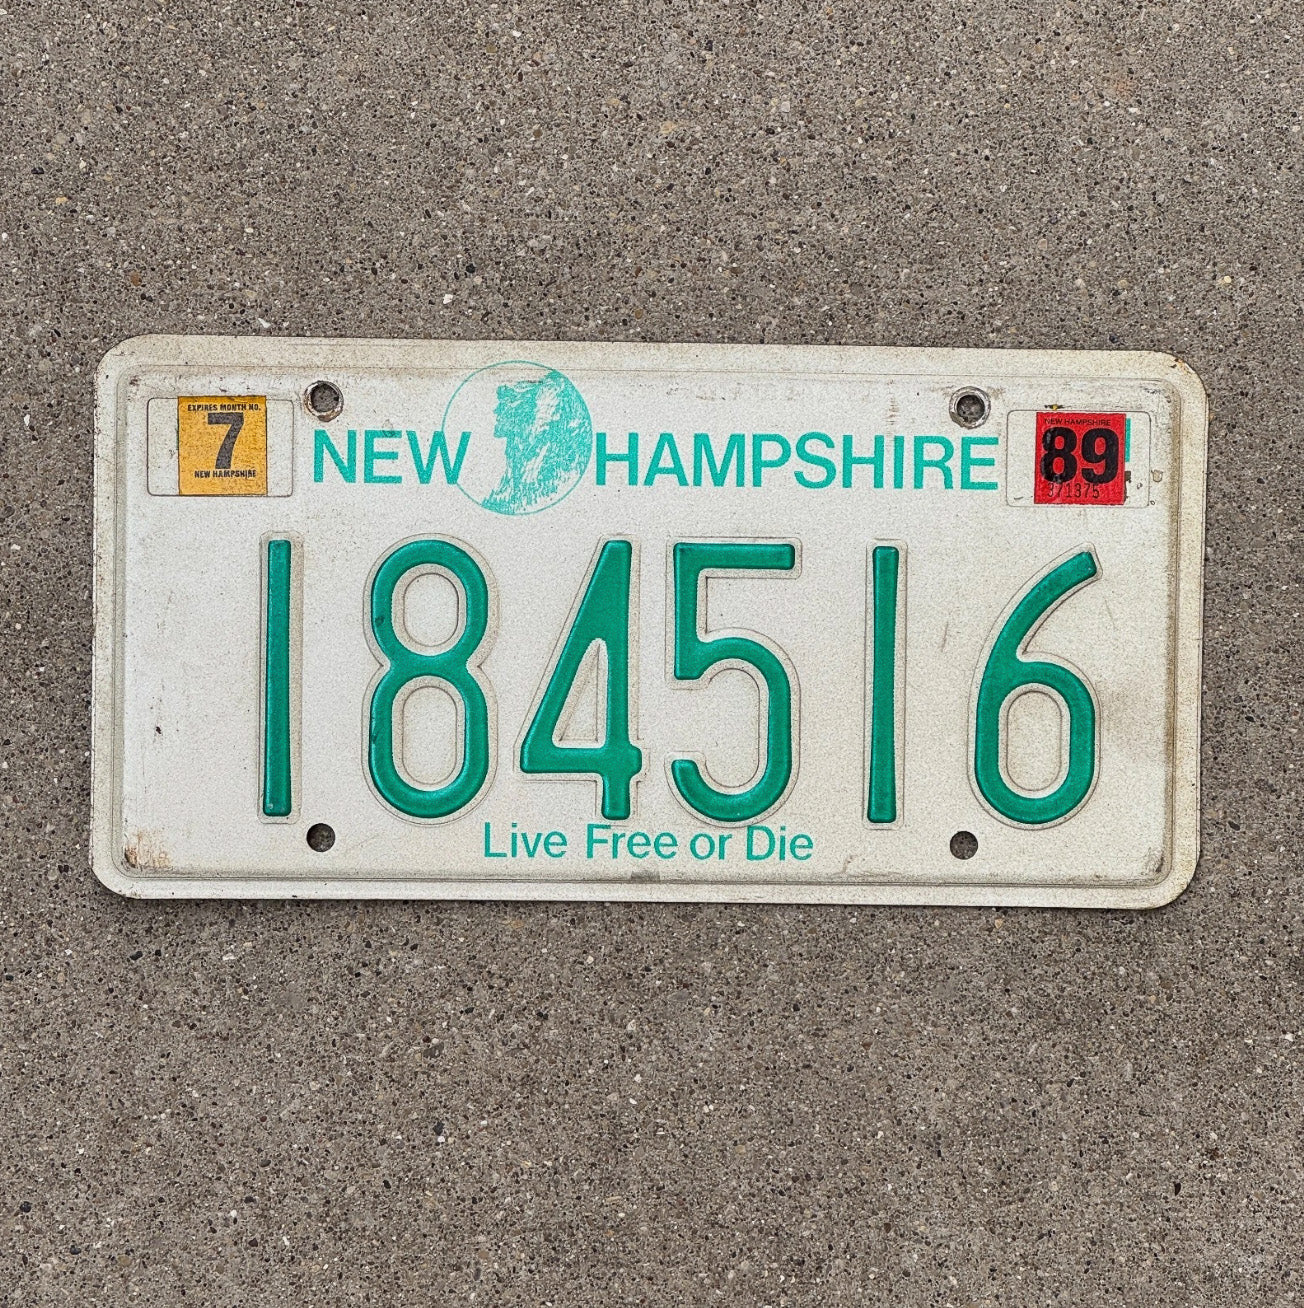 EXPIRES MONTH NO.
7
NEW HAMPSHIRE
NEW HAMPSHIRE
NEW HAMPSHIRE
89
184516
Live Free or Die